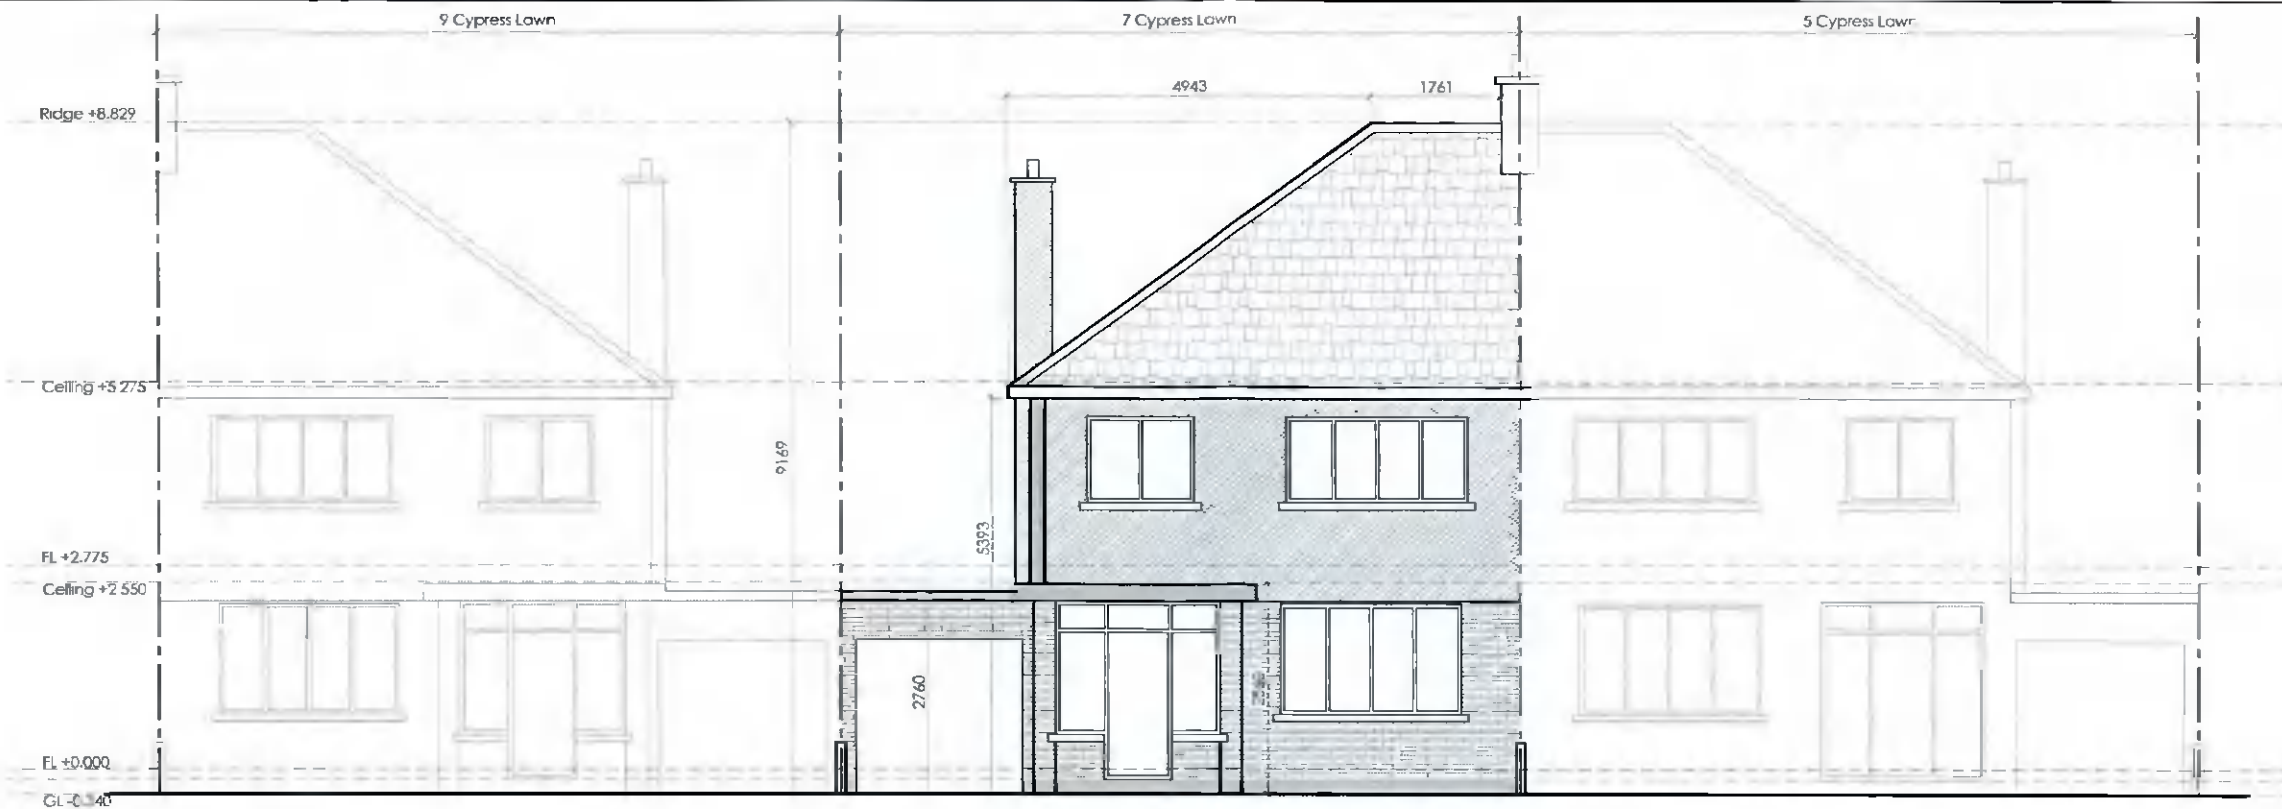 9 Cypress Lawn
7 Cypress Lawn
5 Cypress Lawn
4943
1761
Ridge +8.829
Ceiling +5.275
9169
5393
FL +2.775
Ceiling +2.550
2760
FL +0.000
GL